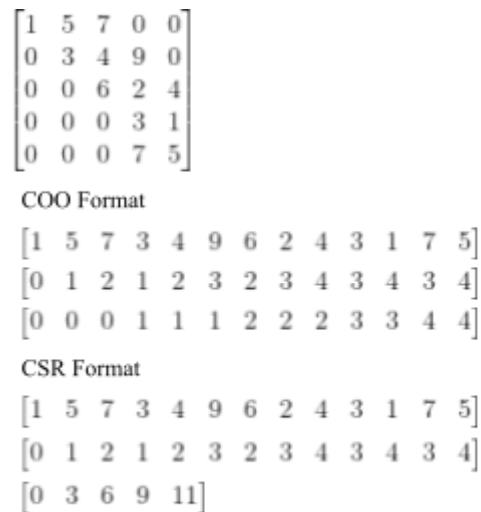 1 5 7 0 0
0 3 4 9 0
0 0 6 2 4
0 0 0 3 1
0 0 0 7 5
COO Format
[1 5 7 3 4 9 6 2 4 3 1 7 5]
[0 1 2 1 2 3 2 3 4 3 4 3 4]
[0 0 0 1 1 1 2 2 2 3 3 4 4]
CSR Format
[1 5 7 3 4 9 6 2 4 3 1 7 5]
[0 1 2 1 2 3 2 3 4 3 4 3 4]
[0 3 6 9 11]